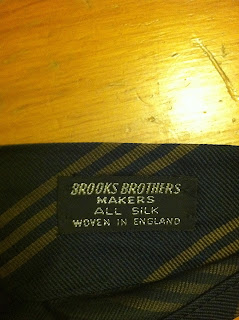 BROOKS BROTHERS
MAKERS
ALL SILK
WOVEN IN ENGLAND